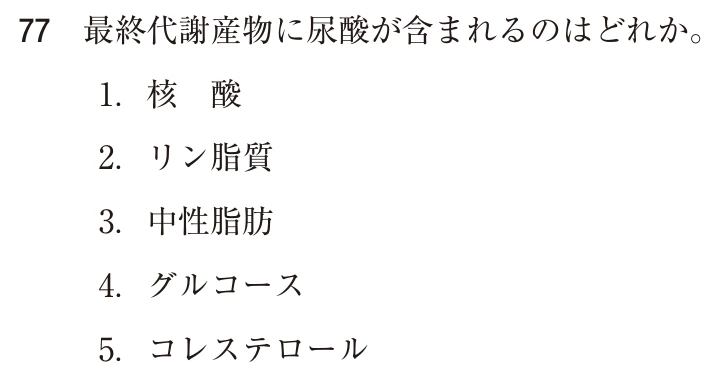 77 最終代謝産物に尿酸が含まれるのはどれか。
1. 核　酸
2. リン脂質
3. 中性脂肪
4. グルコース
5. コレステロール